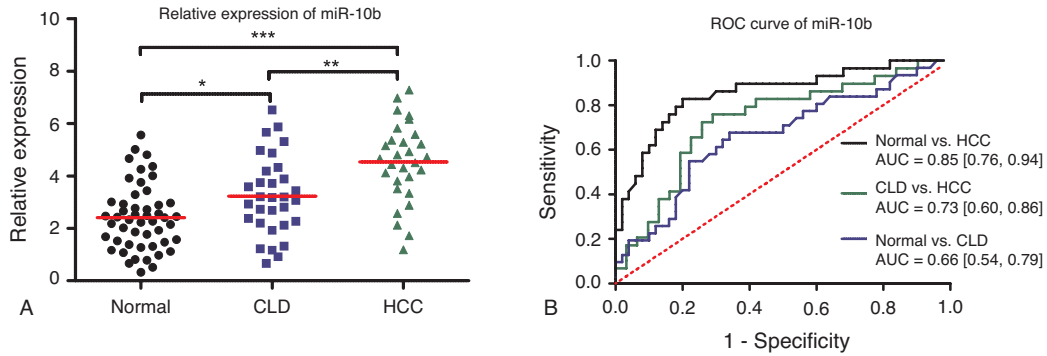 Relative expression of miR-10b
10
8
6
4
2
0
Relative expression
***
*
**
Normal
CLD
HCC
A
ROC curve of miR-10b
1.0
0.8
0.6
0.4
0.2
0.0
Sensitivity
Normal vs. HCC
AUC = 0.85 [0.76, 0.94]
CLD vs. HCC
AUC = 0.73 [0.60, 0.86]
Normal vs. CLD
AUC = 0.66 [0.54, 0.79]
0.0
0.2
0.4
0.6
0.8
1.0
1 - Specificity
B